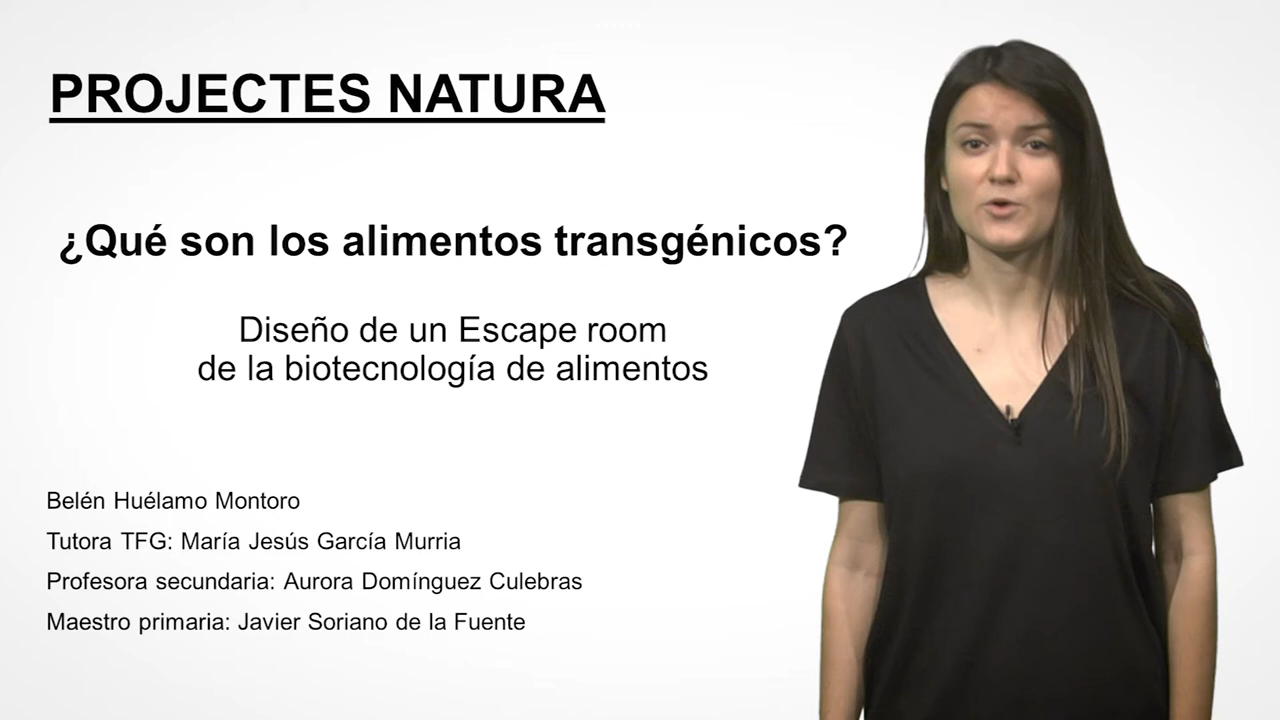 PROJECTES NATURA
¿Qué son los alimentos transgénicos?
Diseño de un Escape room
de la biotecnología de alimentos
Belén Huélamo Montoro
Tutora TFG: María Jesús García Murria
Profesora secundaria: Aurora Domínguez Culebras
Maestro primaria: Javier Soriano de la Fuente